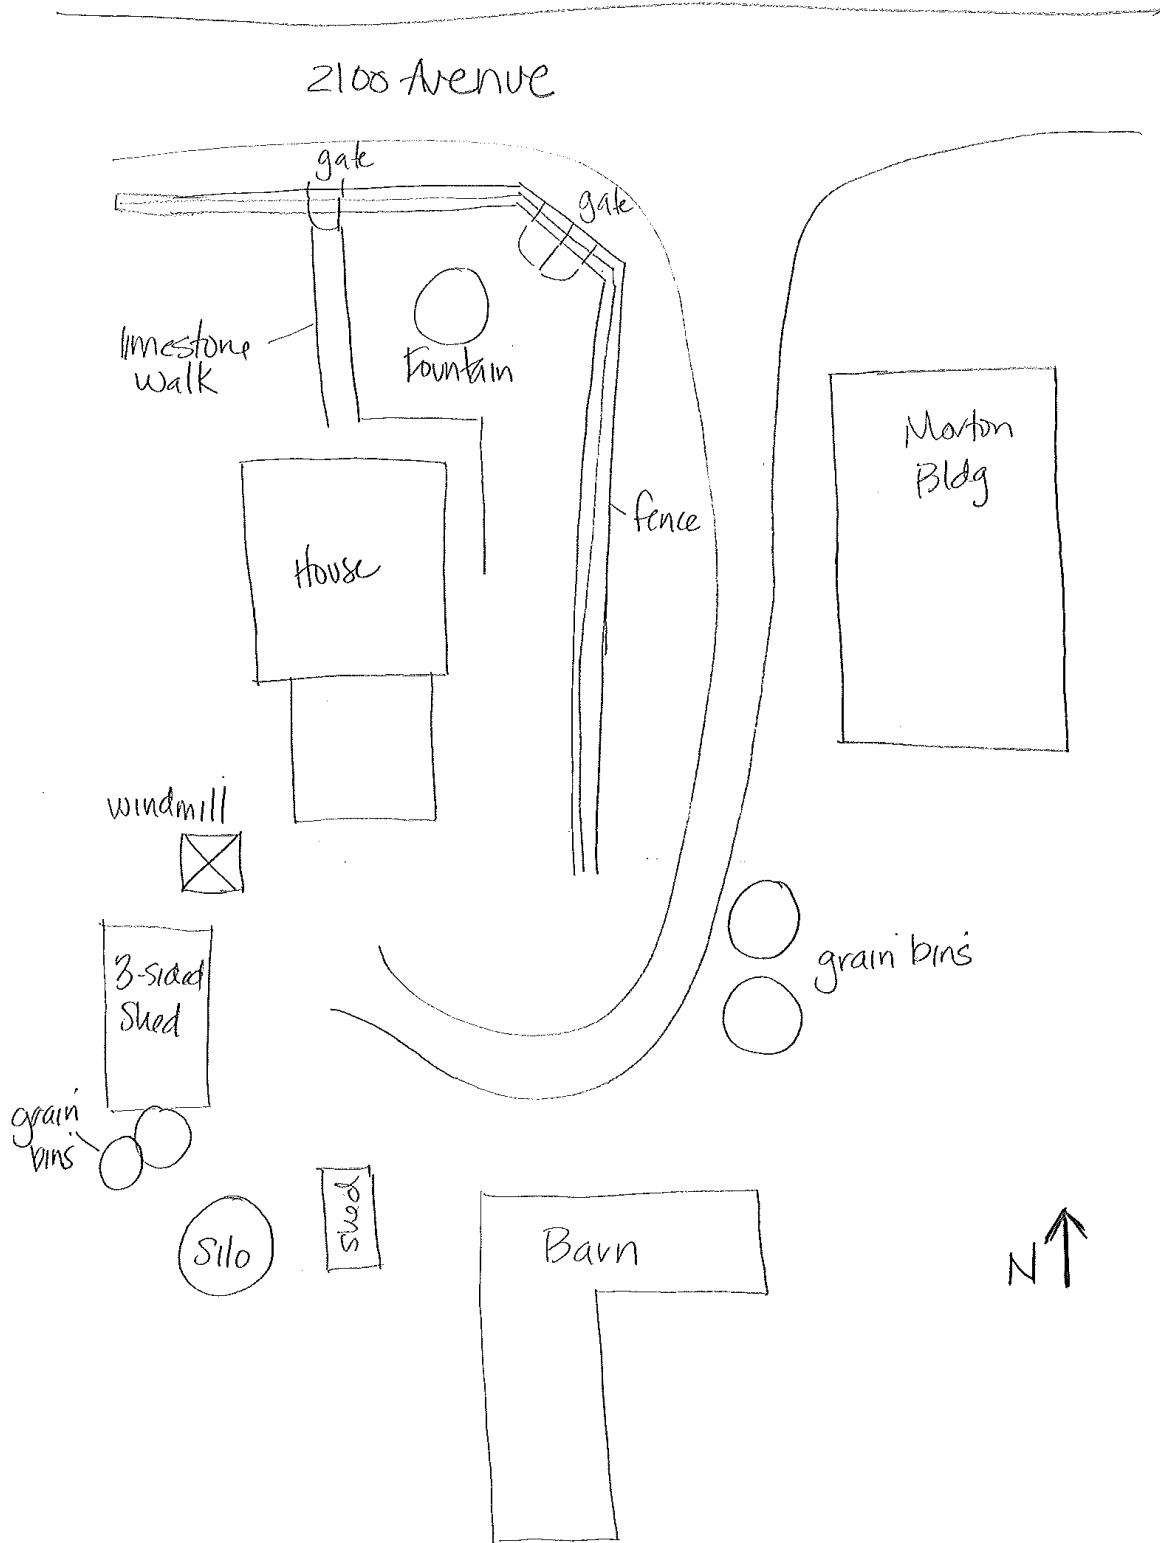 2100 Avenue
gate
gate
limestone
walk
Fountain
Morton
Bldg
fence
House
windmill
3-sided
Shed
grain bins
grain
bins
Silo
shed
Barn
N